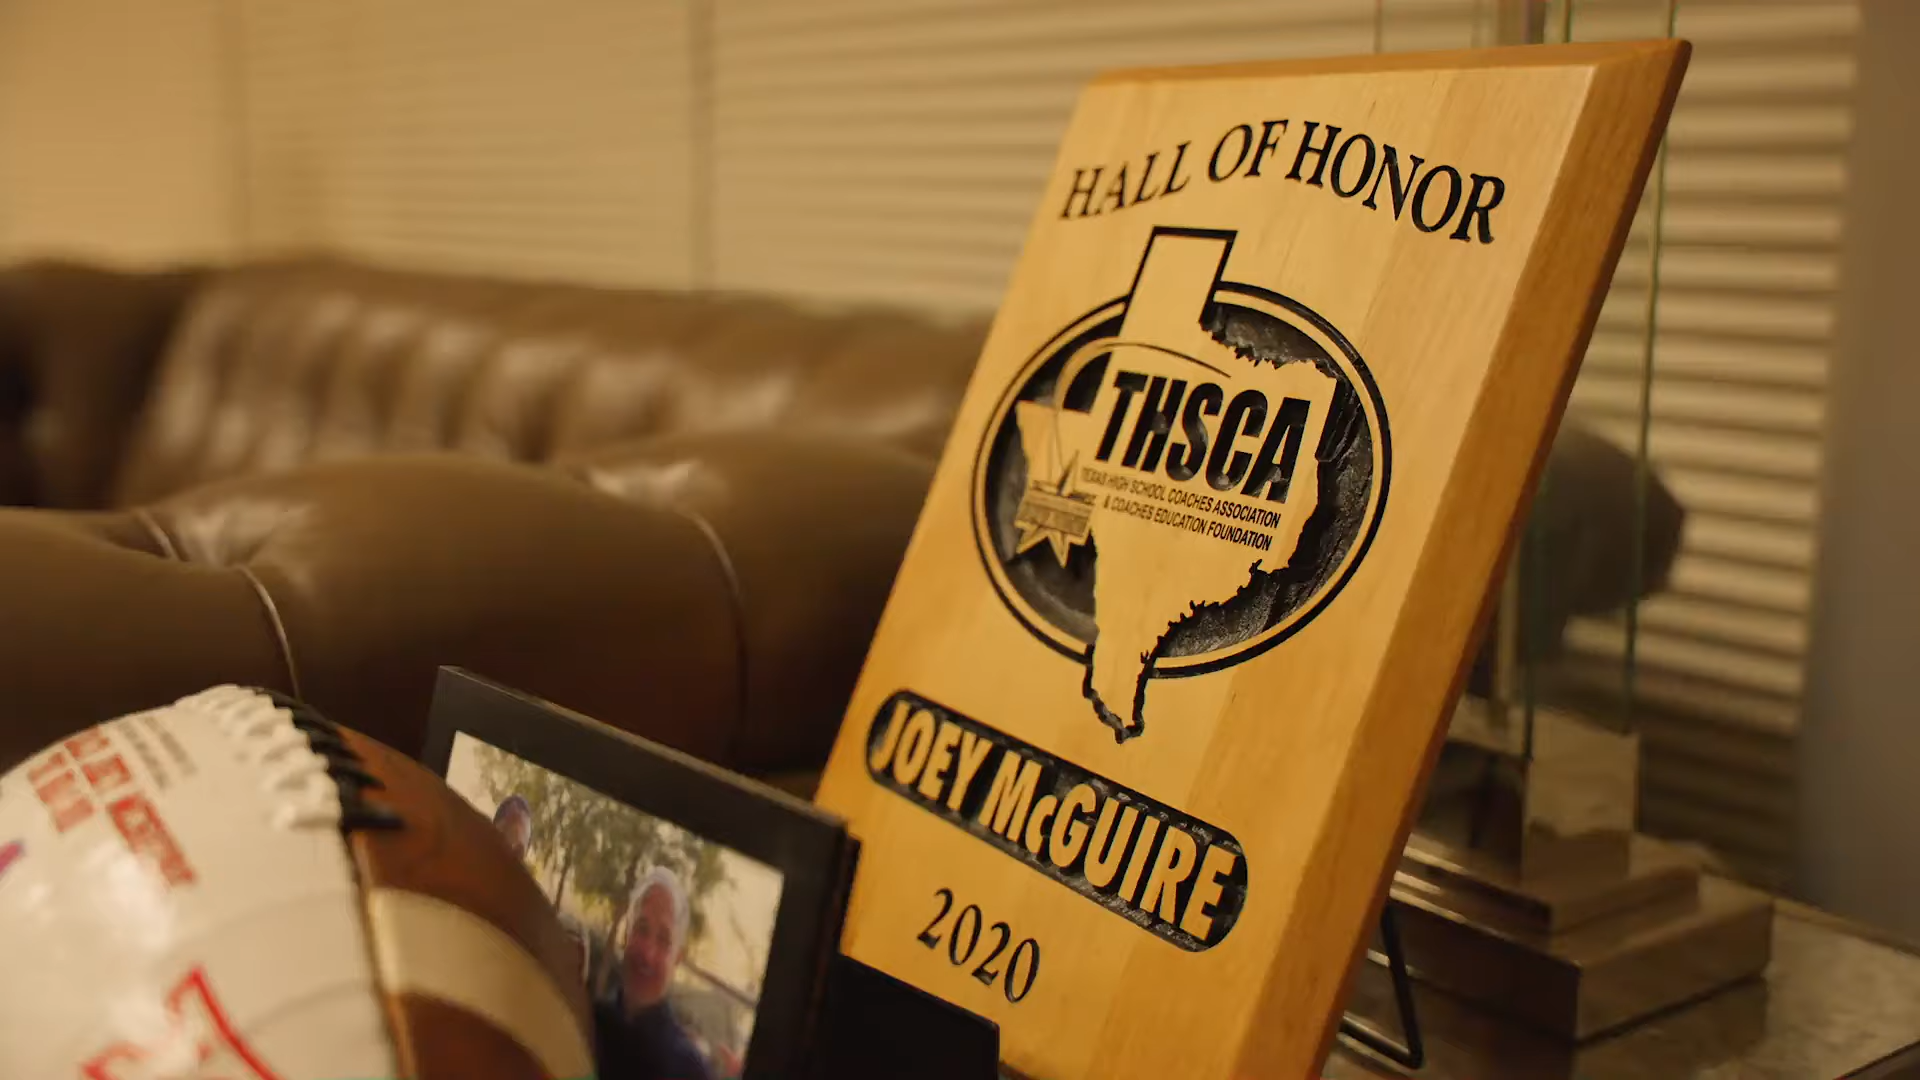 HALL OF HONOR
THSCA
TEXAS HIGH SCHOOL COACHES ASSOCIATION
& COACHES EDUCATION FOUNDATION
JOEY McGUIRE
2020